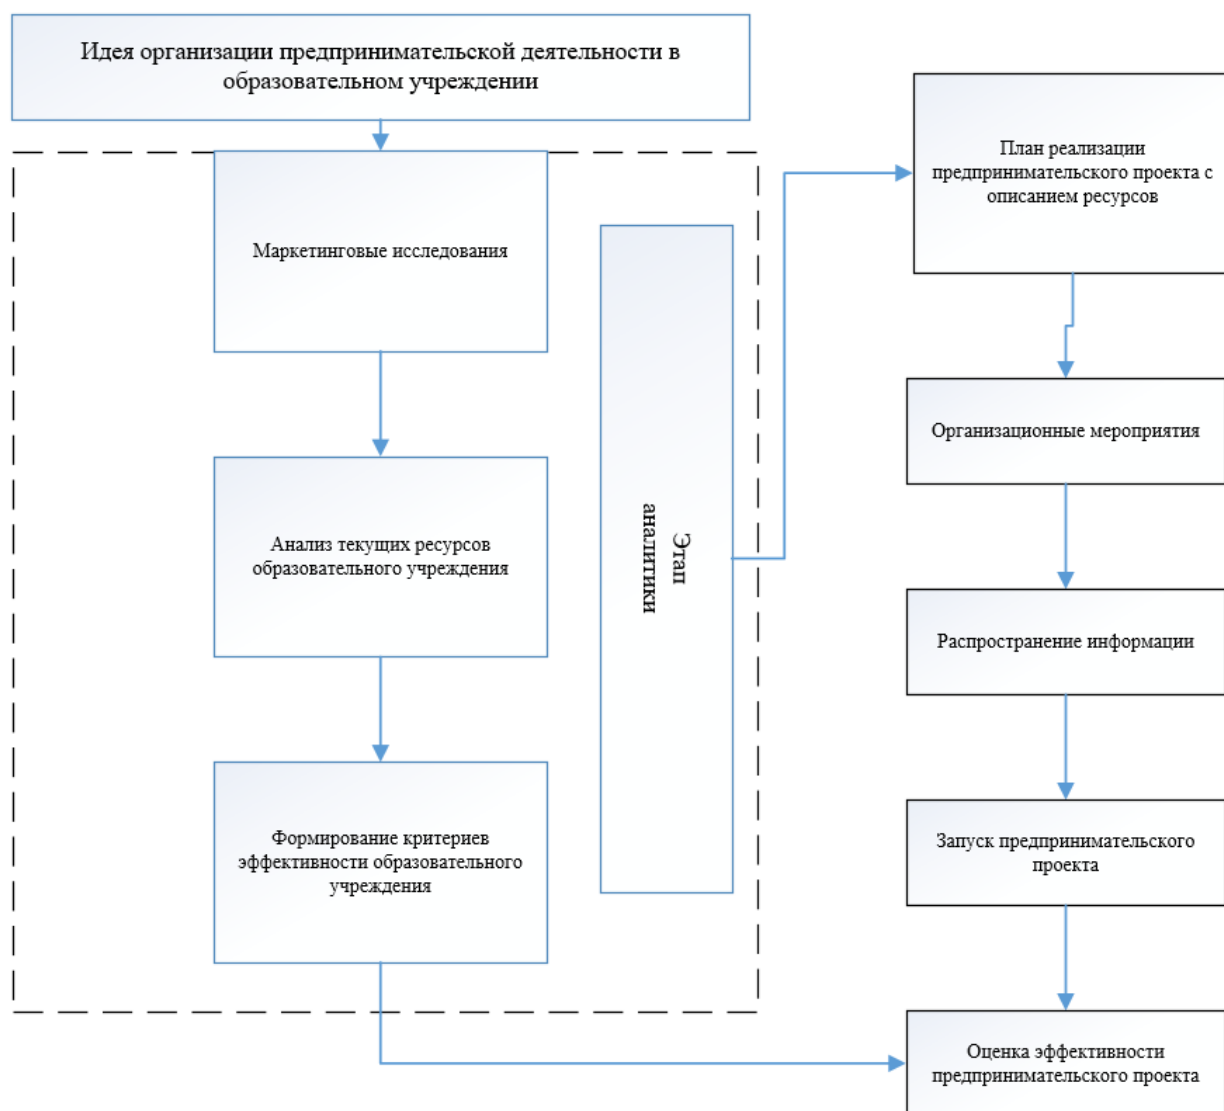 Идея организации предпринимательской деятельности в
образовательном учреждении
Маркетинговые исследования
Анализ текущих ресурсов
образовательного учреждения
Формирование критериев
эффективности образовательного
учреждения
Этап
аналитики
План реализации
предпринимательского проекта с
описанием ресурсов
Организационные мероприятия
Распространение информации
Запуск предпринимательского
проекта
Оценка эффективности
предпринимательского проекта